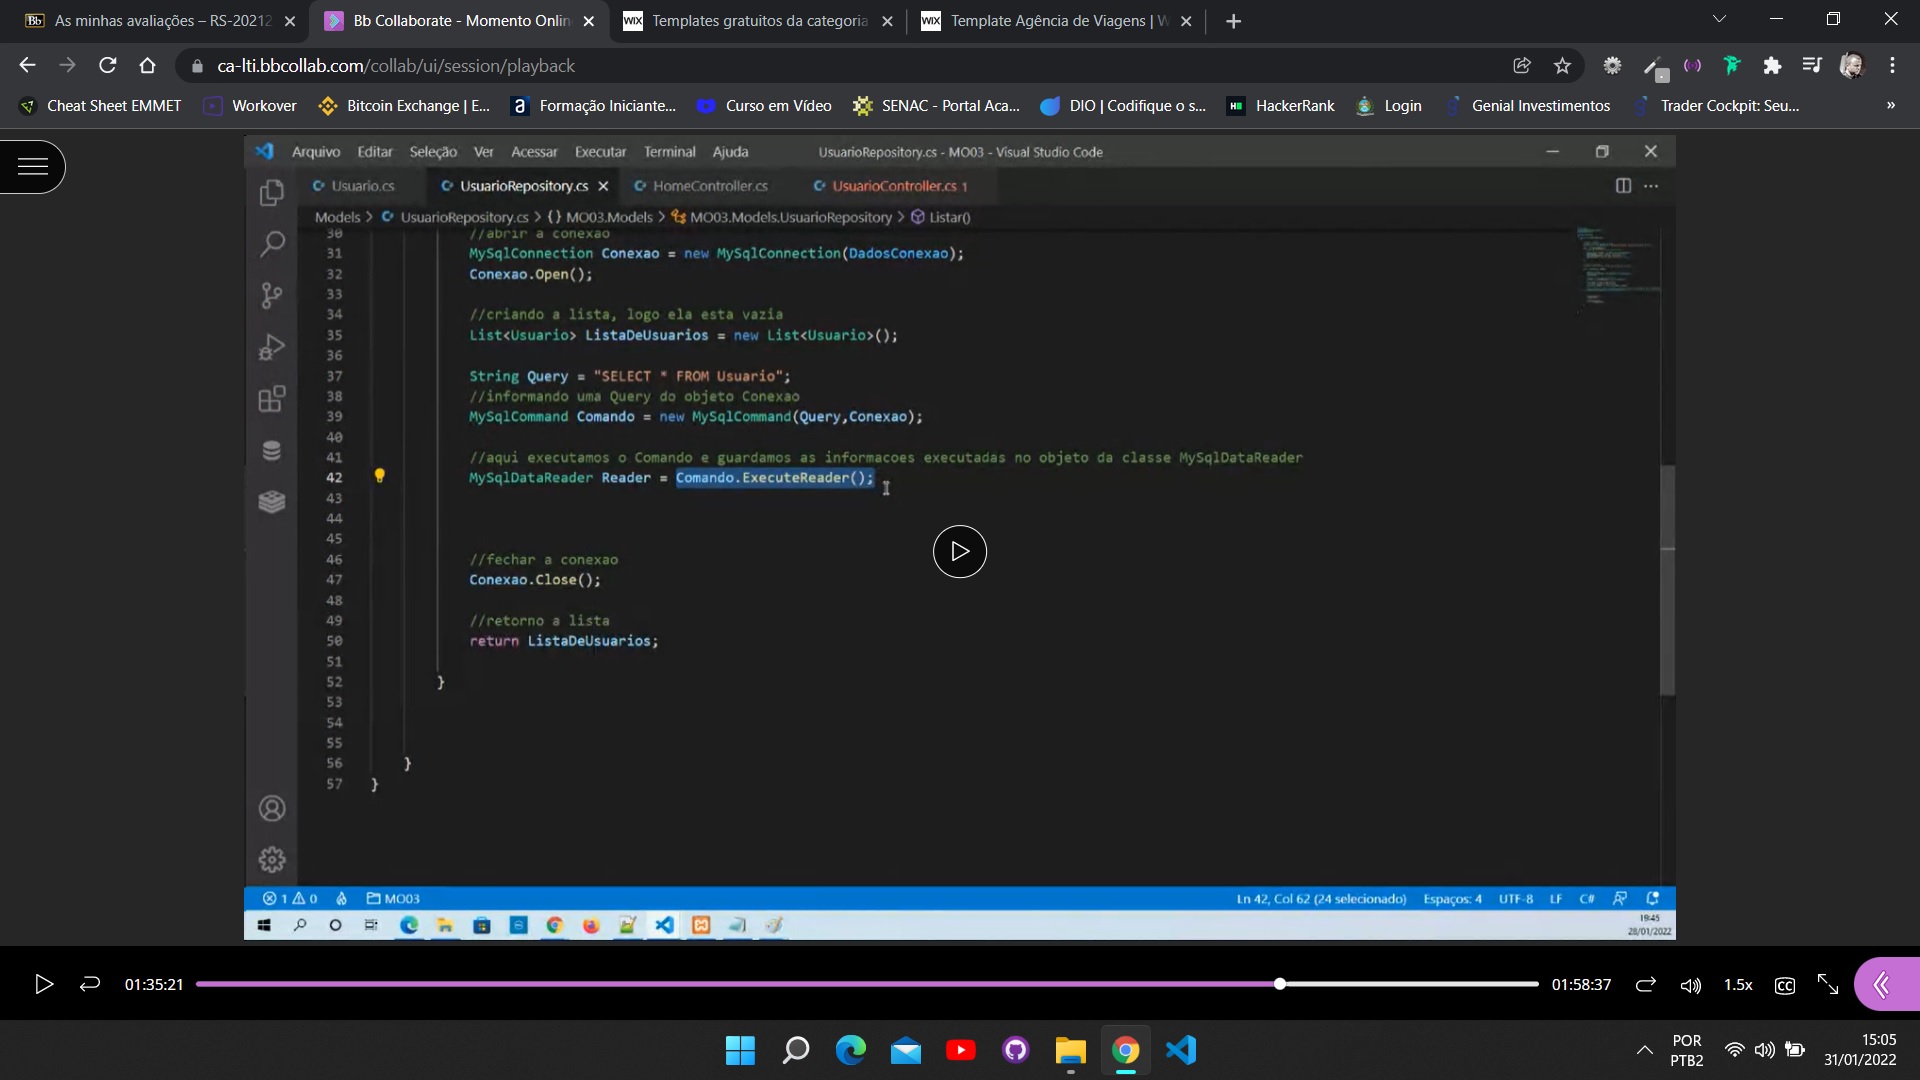 As minhas avaliações – RS-20212
Bb Collaborate - Momento Onlin
Templates gratuitos da categoria
Template Agência de Viagens | W
ca-lti.bbcollab.com/collab/ui/session/playback
Cheat Sheet EMMET
Workover
Bitcoin Exchange | E...
Formação Iniciante...
Curso em Vídeo
SENAC - Portal Aca...
DIO | Codifique o s...
HackerRank
Login
Genial Investimentos
Trader Cockpit: Seu...
»
Arquivo Editar Seleção Ver Acessar Executar Terminal Ajuda
UsuarioRepository.cs - MO03 - Visual Studio Code
Usuario.cs
UsuarioRepository.cs
HomeController.cs
UsuarioController.cs 1
Models > UsuarioRepository.cs > {} MO03.Models > MO03.Models.UsuarioRepository > Listar()
30 //abrir a conexao
31 MySqlConnection Conexao = new MySqlConnection(DadosConexao);
32 Conexao.Open();
33
34 //criando a lista, logo ela esta vazia
35 List<Usuario> ListaDeUsuarios = new List<Usuario>();
36
37 String Query = "SELECT * FROM Usuario";
38 //informando uma Query do objeto Conexao
39 MySqlCommand Comando = new MySqlCommand(Query,Conexao);
40
41 //aqui executamos o Comando e guardamos as informacoes executadas no objeto da classe MySqlDataReader
42 MySqlDataReader Reader = Comando.ExecuteReader();
43
44
45
46 //fechar a conexao
47 Conexao.Close();
48
49 //retorno a lista
50 return ListaDeUsuarios;
51
52 }
53
54
55
56 }
57 }
1 0 MO03
Ln 42, Col 62 (24 selecionado) Espaços: 4 UTF-8 LF C#
19:45
28/01/2022
01:35:21
01:58:37
1.5x
CC
POR
PTB2
15:05
31/01/2022